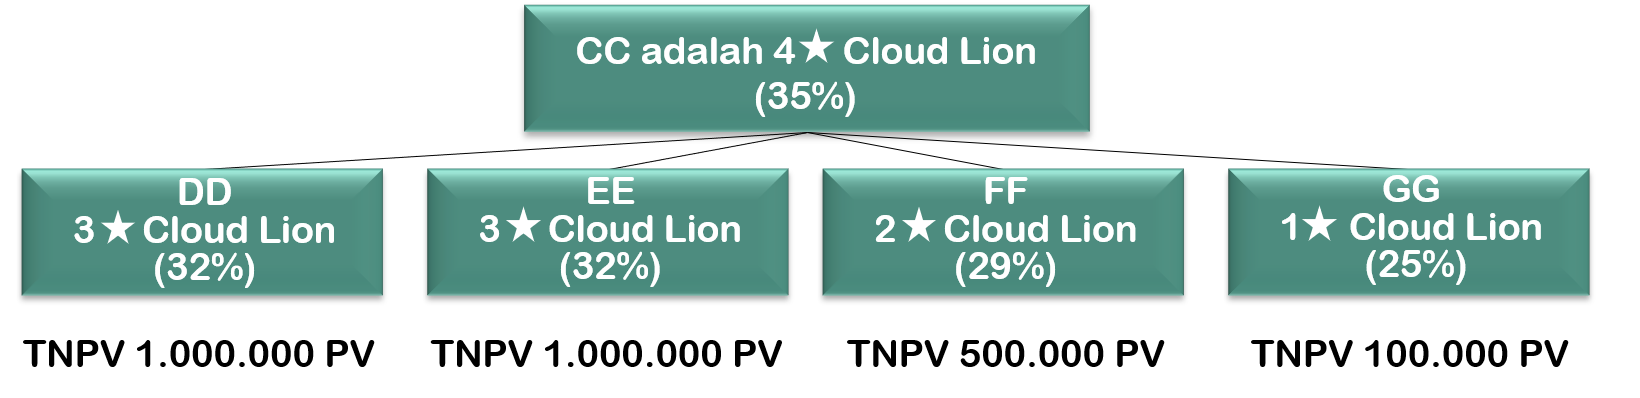 CC adalah 4★ Cloud Lion
(35%)
DD
3★ Cloud Lion
(32%)
EE
3★ Cloud Lion
(32%)
FF
2★ Cloud Lion
(29%)
GG
1★ Cloud Lion
(25%)
TNPV 1.000.000 PV
TNPV 1.000.000 PV
TNPV 500.000 PV
TNPV 100.000 PV